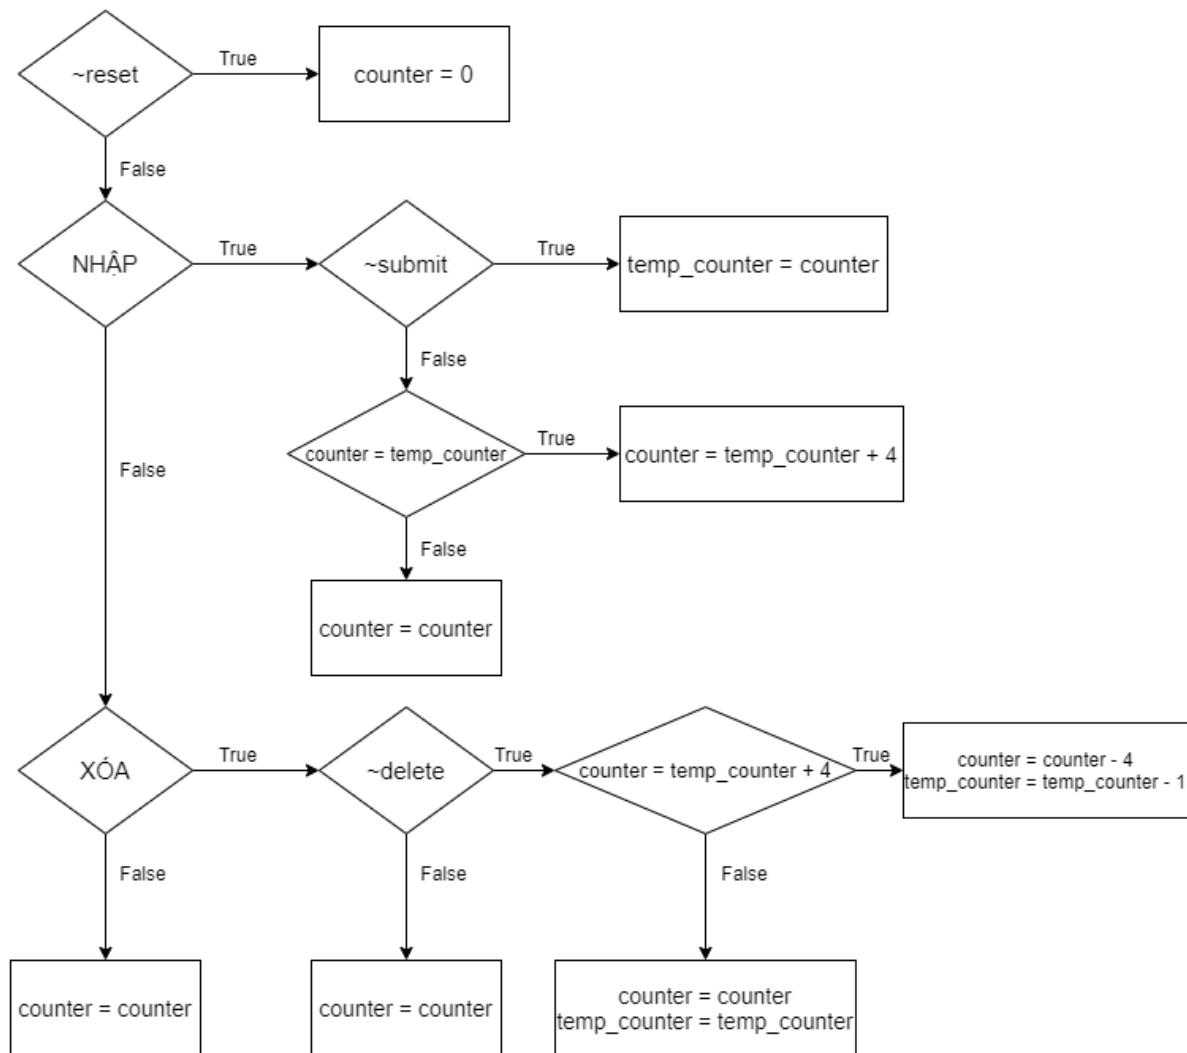 ~reset
True
counter = 0
False
NHẬP
True
~submit
True
temp_counter = counter
False
counter = temp_counter
True
counter = temp_counter + 4
False
False
counter = counter
XÓA
True
~delete
True
counter = temp_counter + 4
True
counter = counter - 4
temp_counter = temp_counter - 1
False
False
False
counter = counter
counter = counter
counter = counter
temp_counter = temp_counter